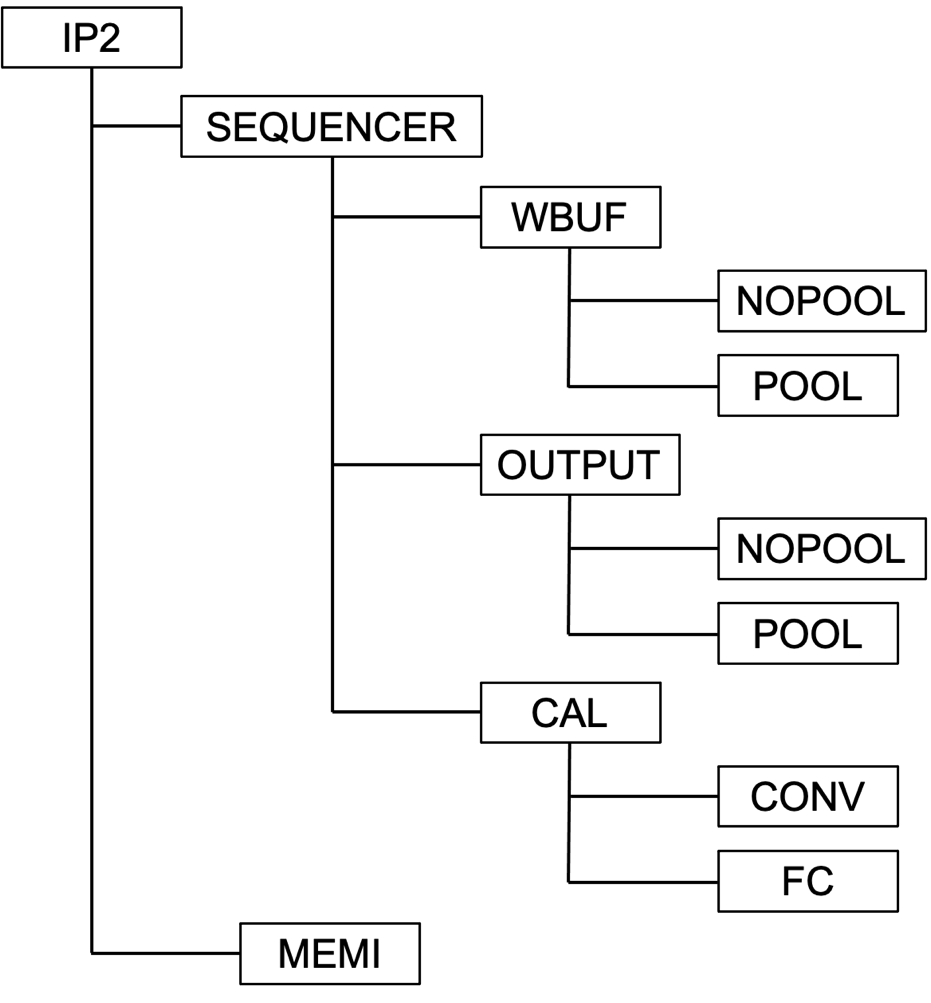 IP2
SEQUENCER
WBUF
NOPOOL
POOL
OUTPUT
NOPOOL
POOL
CAL
CONV
FC
MEMI